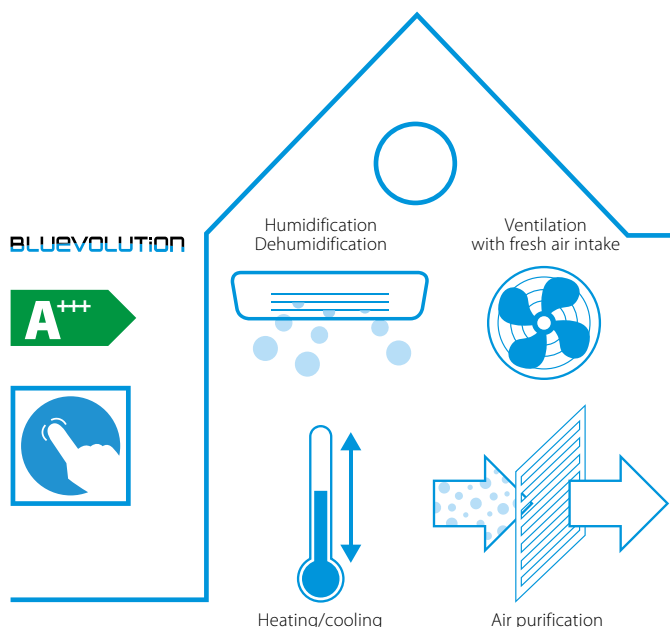 Humidification
Dehumidification
Ventilation
with fresh air intake
BLUEVOLUTION
A+++
Heating/cooling
Air purification